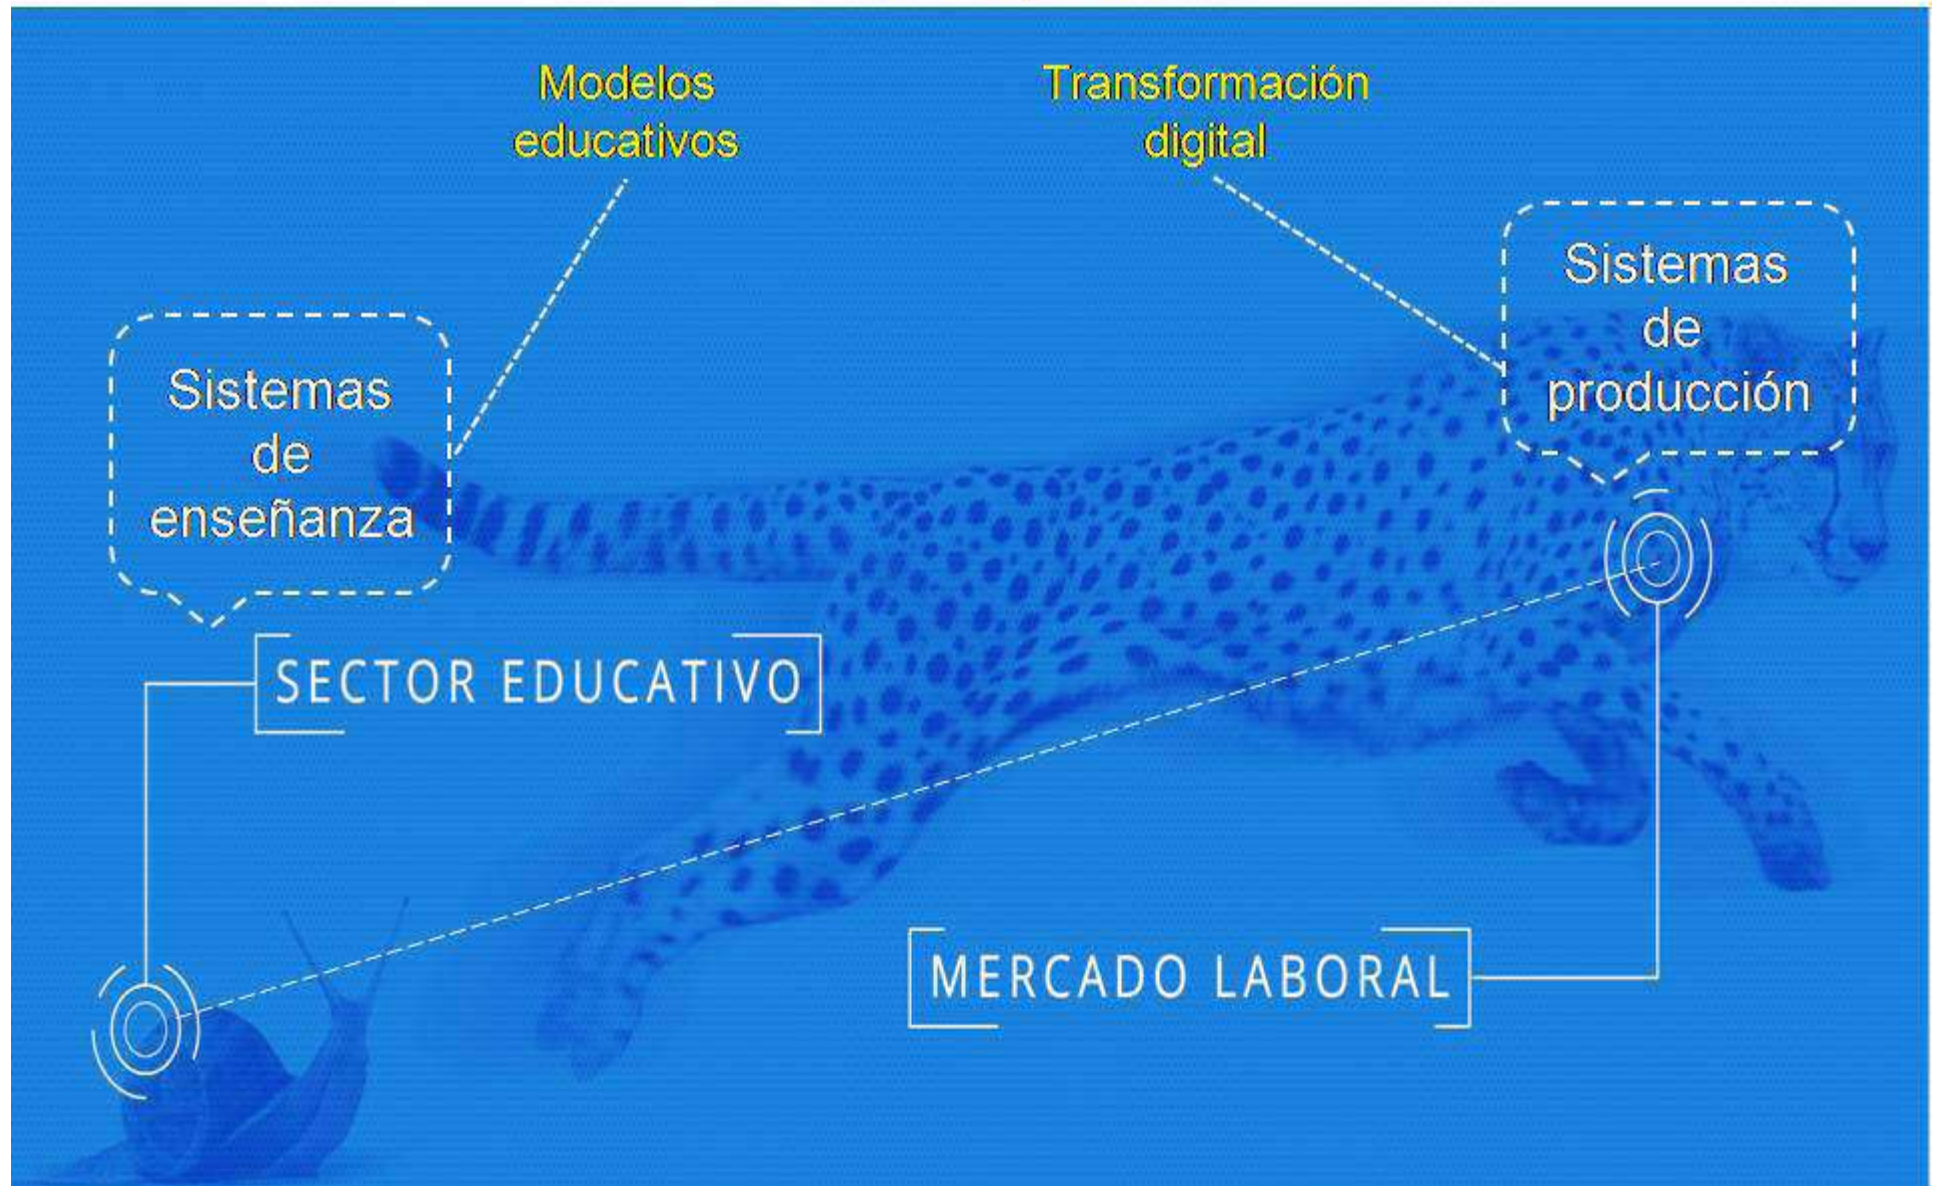 Modelos
educativos
Transformación
digital
Sistemas
de
producción
Sistemas
de
enseñanza
SECTOR EDUCATIVO
MERCADO LABORAL